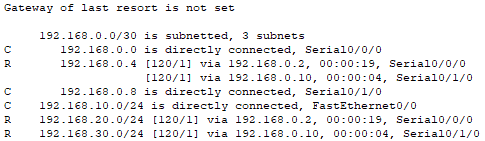 Gateway of last resort is not set

     192.168.0.0/30 is subnetted, 3 subnets
C       192.168.0.0 is directly connected, Serial0/0/0
R       192.168.0.4 [120/1] via 192.168.0.2, 00:00:19, Serial0/0/0
                    [120/1] via 192.168.0.10, 00:00:04, Serial0/1/0
C       192.168.0.8 is directly connected, Serial0/1/0
C    192.168.10.0/24 is directly connected, FastEthernet0/0
R    192.168.20.0/24 [120/1] via 192.168.0.2, 00:00:19, Serial0/0/0
R    192.168.30.0/24 [120/1] via 192.168.0.10, 00:00:04, Serial0/1/0